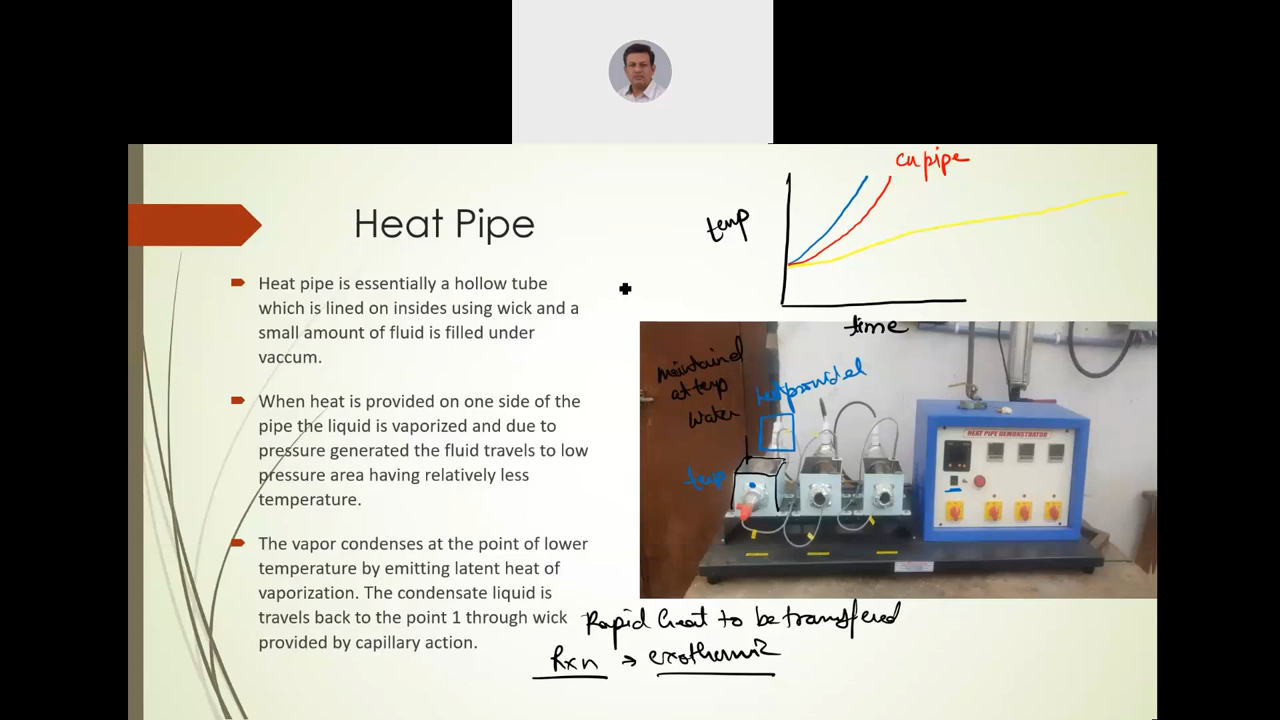 cu pipe
temp
Heat Pipe
Heat pipe is essentially a hollow tube
which is lined on insides using wick and a
small amount of fluid is filled under
vaccum.
time
maintained
at temp
water
heat provided
When heat is provided on one side of the
pipe the liquid is vaporized and due to
pressure generated the fluid travels to low
pressure area having relatively less
temperature.
HEAT PIPE DEMONSTRATOR
temp
The vapor condenses at the point of lower
temperature by emitting latent heat of
vaporization. The condensate liquid is
travels back to the point 1 through wick
provided by capillary action.
Rapid heat to be transffered
Rxn → exothermic